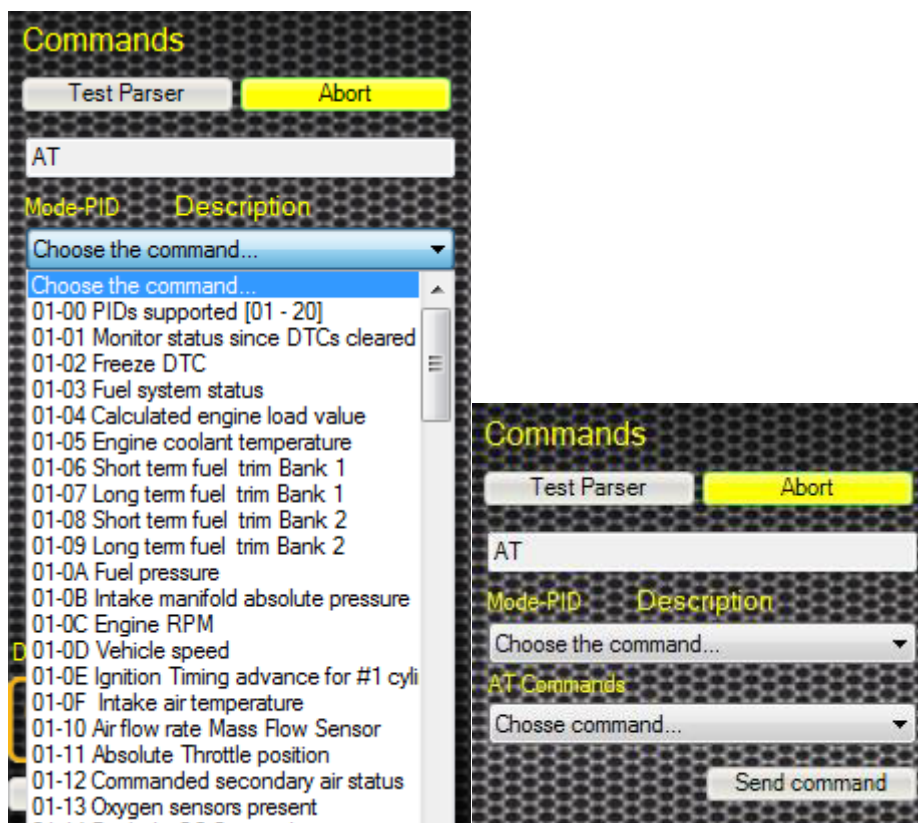 Commands
Test Parser Abort
AT
Mode-PID Description
Choose the command...
Choose the command...
01-00 PIDs supported [01 - 20]
01-01 Monitor status since DTCs cleared
01-02 Freeze DTC
01-03 Fuel system status
01-04 Calculated engine load value
01-05 Engine coolant temperature
01-06 Short term fuel  trim Bank 1
01-07 Long term fuel  trim Bank 1
01-08 Short term fuel  trim Bank 2
01-09 Long term fuel  trim Bank 2
01-0A Fuel pressure
01-0B Intake manifold absolute pressure
01-0C Engine RPM
D 01-0D Vehicle speed
01-0E Ignition Timing advance for #1 cyli
01-0F  Intake air temperature
01-10 Air flow rate Mass Flow Sensor
01-11 Absolute Throttle position
01-12 Commanded secondary air status
01-13 Oxygen sensors present
Commands
Test Parser Abort
AT
Mode-PID Description
Choose the command...
AT Commands
Chosse command...
Send command